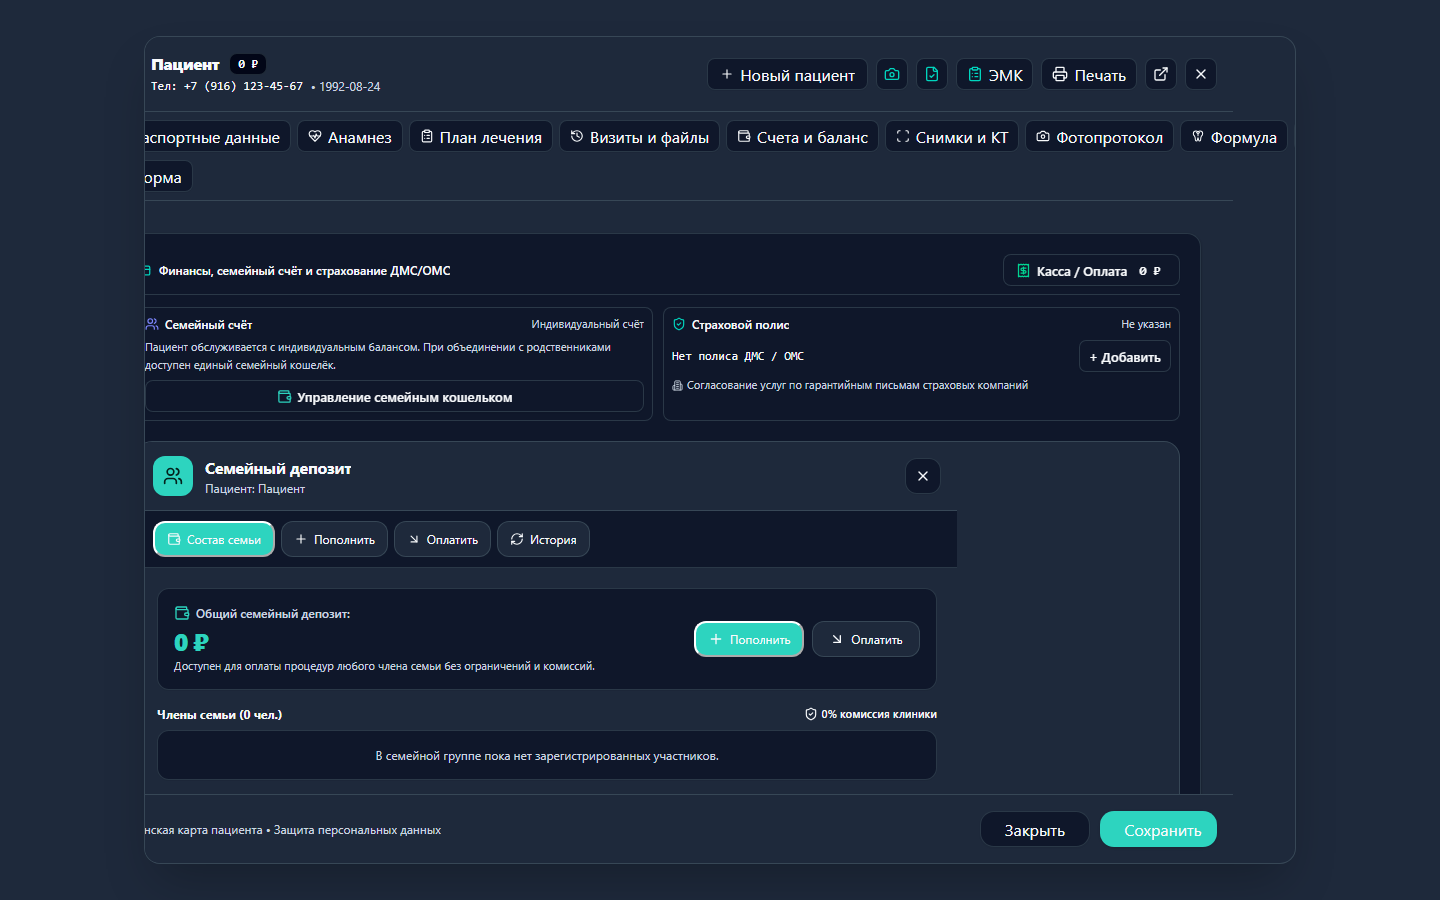 Пациент 0 ₽
Тел: +7 (916) 123-45-67 • 1992-08-24
Новый пациент
ЭМК
Печать
аспортные данные
Анамнез
План лечения
Визиты и файлы
Счета и баланс
Снимки и КТ
Фотопротокол
Формула
орма
Финансы, семейный счёт и страхование ДМС/ОМС
Касса / Оплата 0 ₽
Семейный счёт
Индивидуальный счёт
Пациент обслуживается с индивидуальным балансом. При объединении с родственниками
доступен единый семейный кошелёк.
Управление семейным кошельком
Страховой полис
Не указан
Нет полиса ДМС / ОМС
+ Добавить
Согласование услуг по гарантийным письмам страховых компаний
Семейный депозит
Пациент: Пациент
Состав семьи
Пополнить
Оплатить
История
Общий семейный депозит:
0 ₽
Доступен для оплаты процедур любого члена семьи без ограничений и комиссий.
Пополнить
Оплатить
Члены семьи (0 чел.)
0% комиссия клиники
В семейной группе пока нет зарегистрированных участников.
нская карта пациента • Защита персональных данных
Закрыть
Сохранить